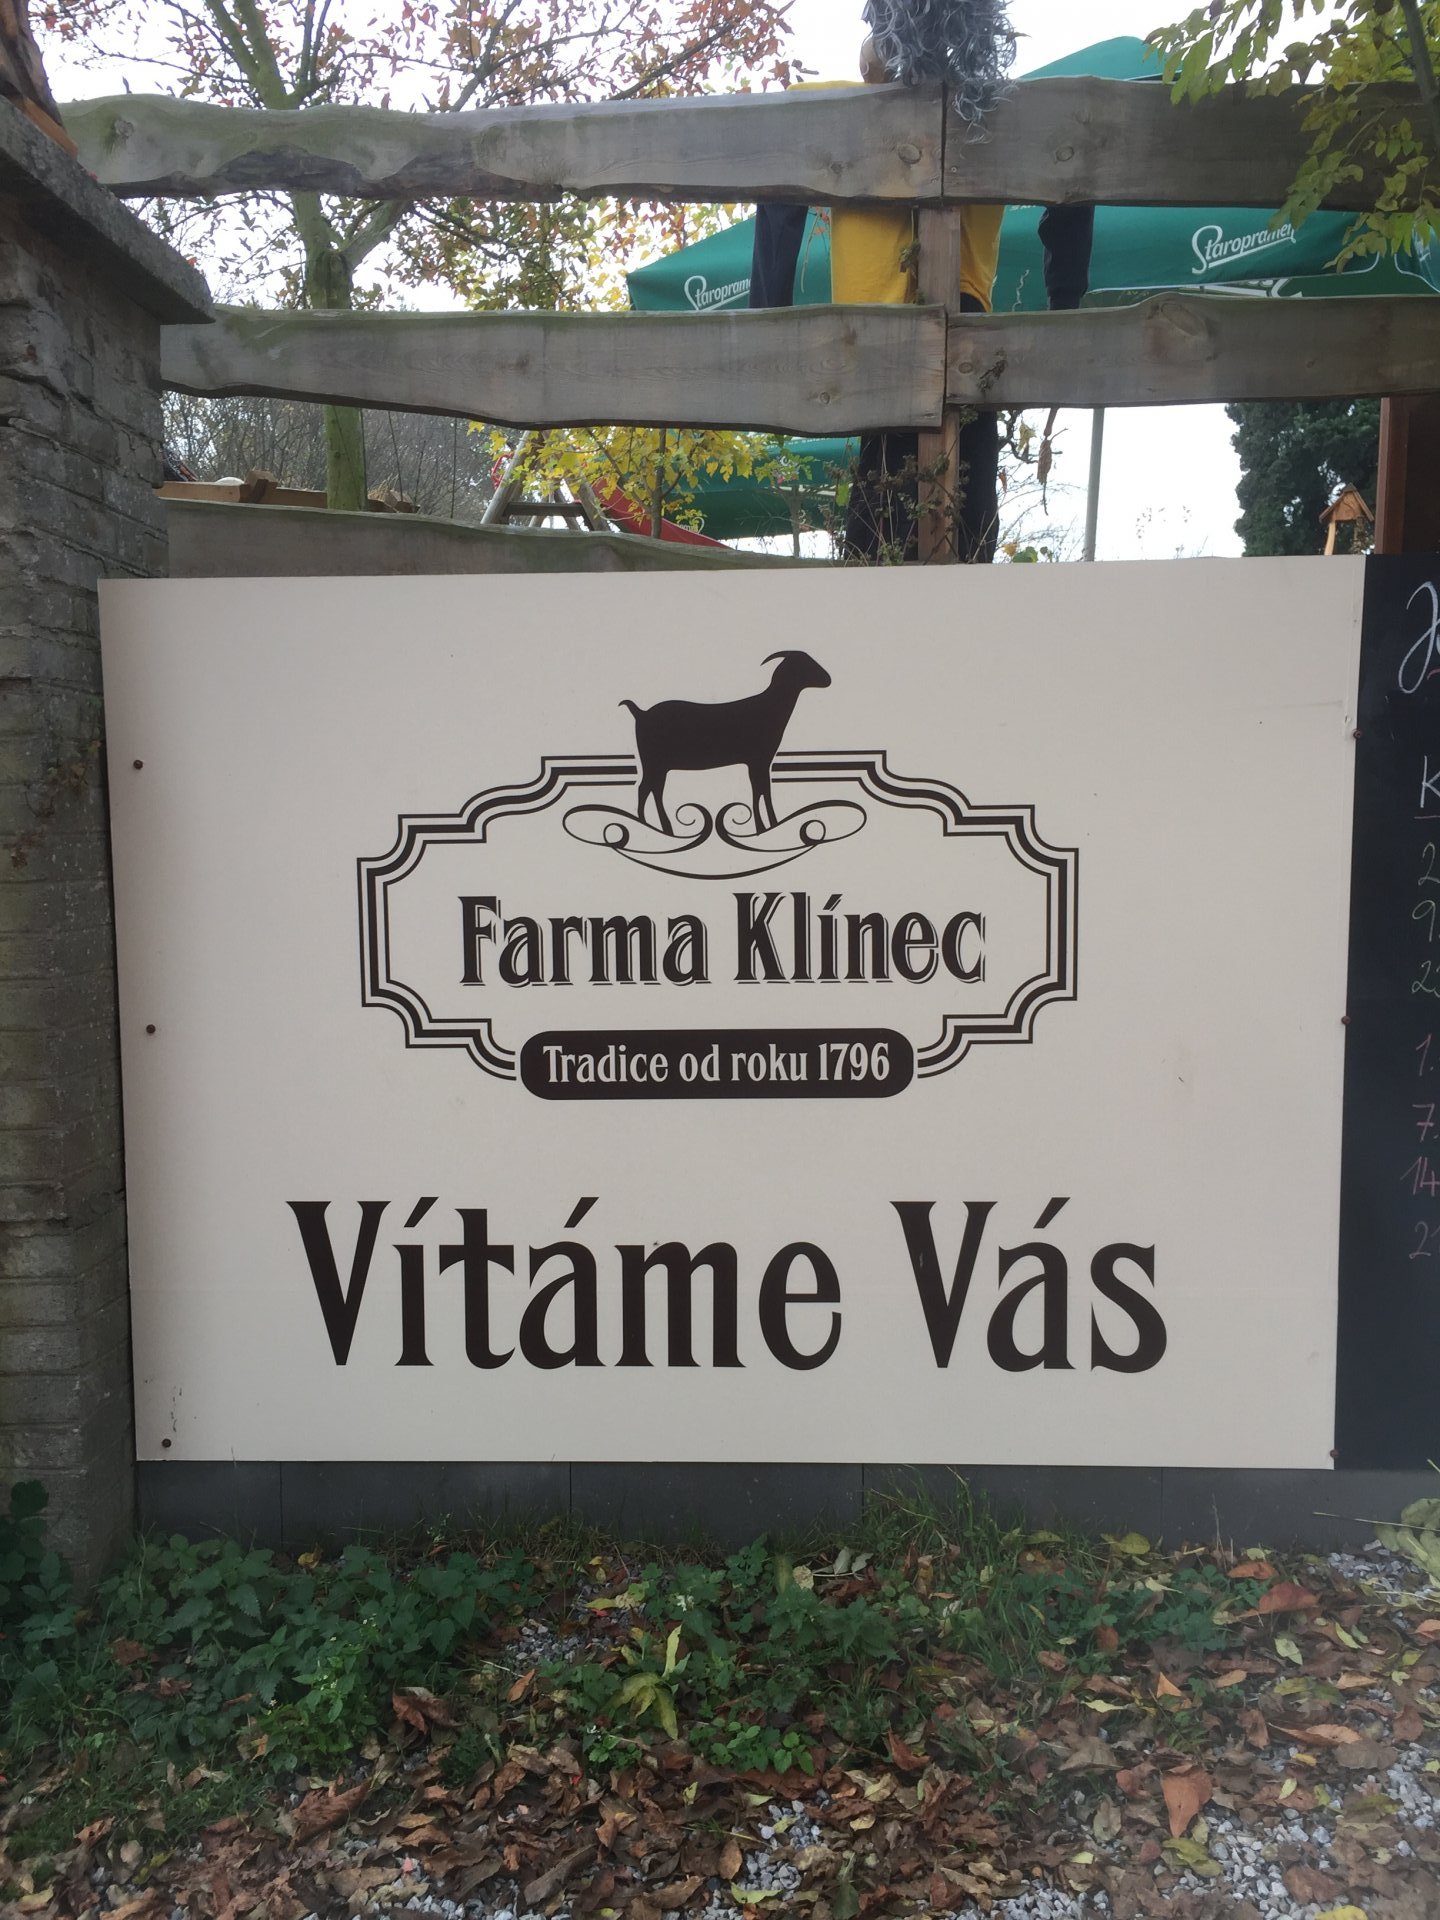 Staropramen
Staropramen
Farma Klínec
Tradice od roku 1796
Vítáme Vás